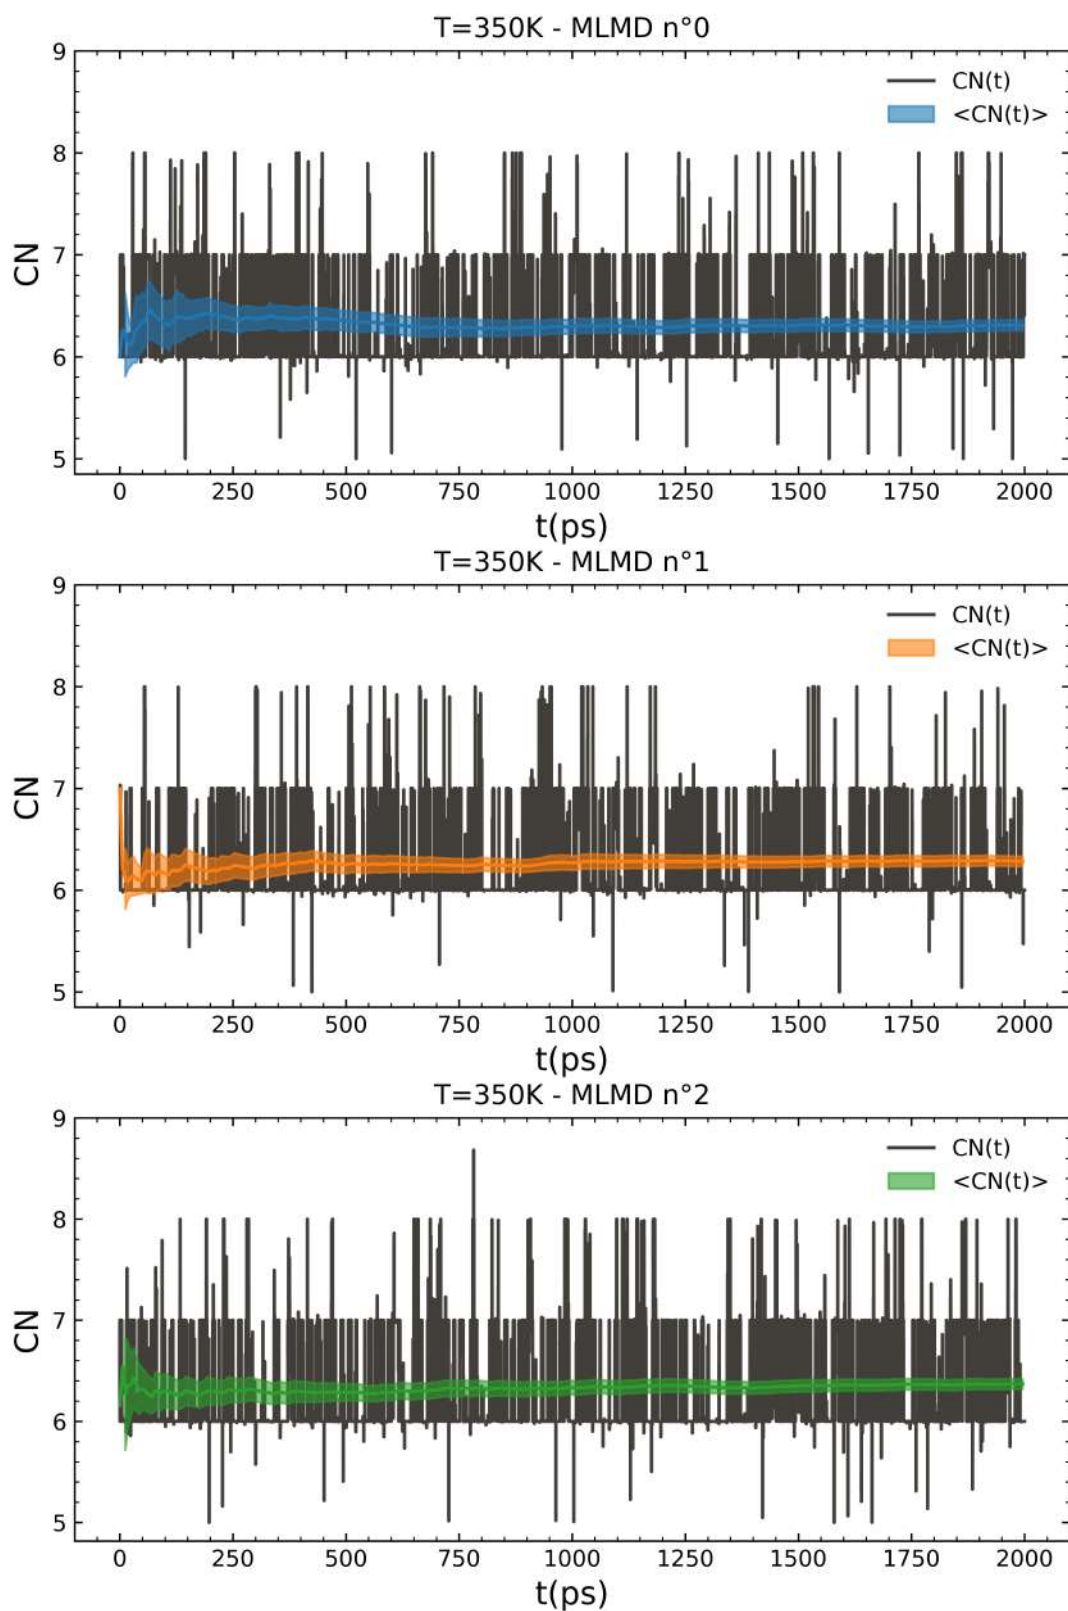 T=350K - MLMD n°0
9
CN(t)
<CN(t)>
8
CN
7
6
5
0 250 500 750 1000 1250 1500 1750 2000
t(ps)
T=350K - MLMD n°1
9
CN(t)
<CN(t)>
8
CN
7
6
5
0 250 500 750 1000 1250 1500 1750 2000
t(ps)
T=350K - MLMD n°2
9
CN(t)
<CN(t)>
8
CN
7
6
5
0 250 500 750 1000 1250 1500 1750 2000
t(ps)